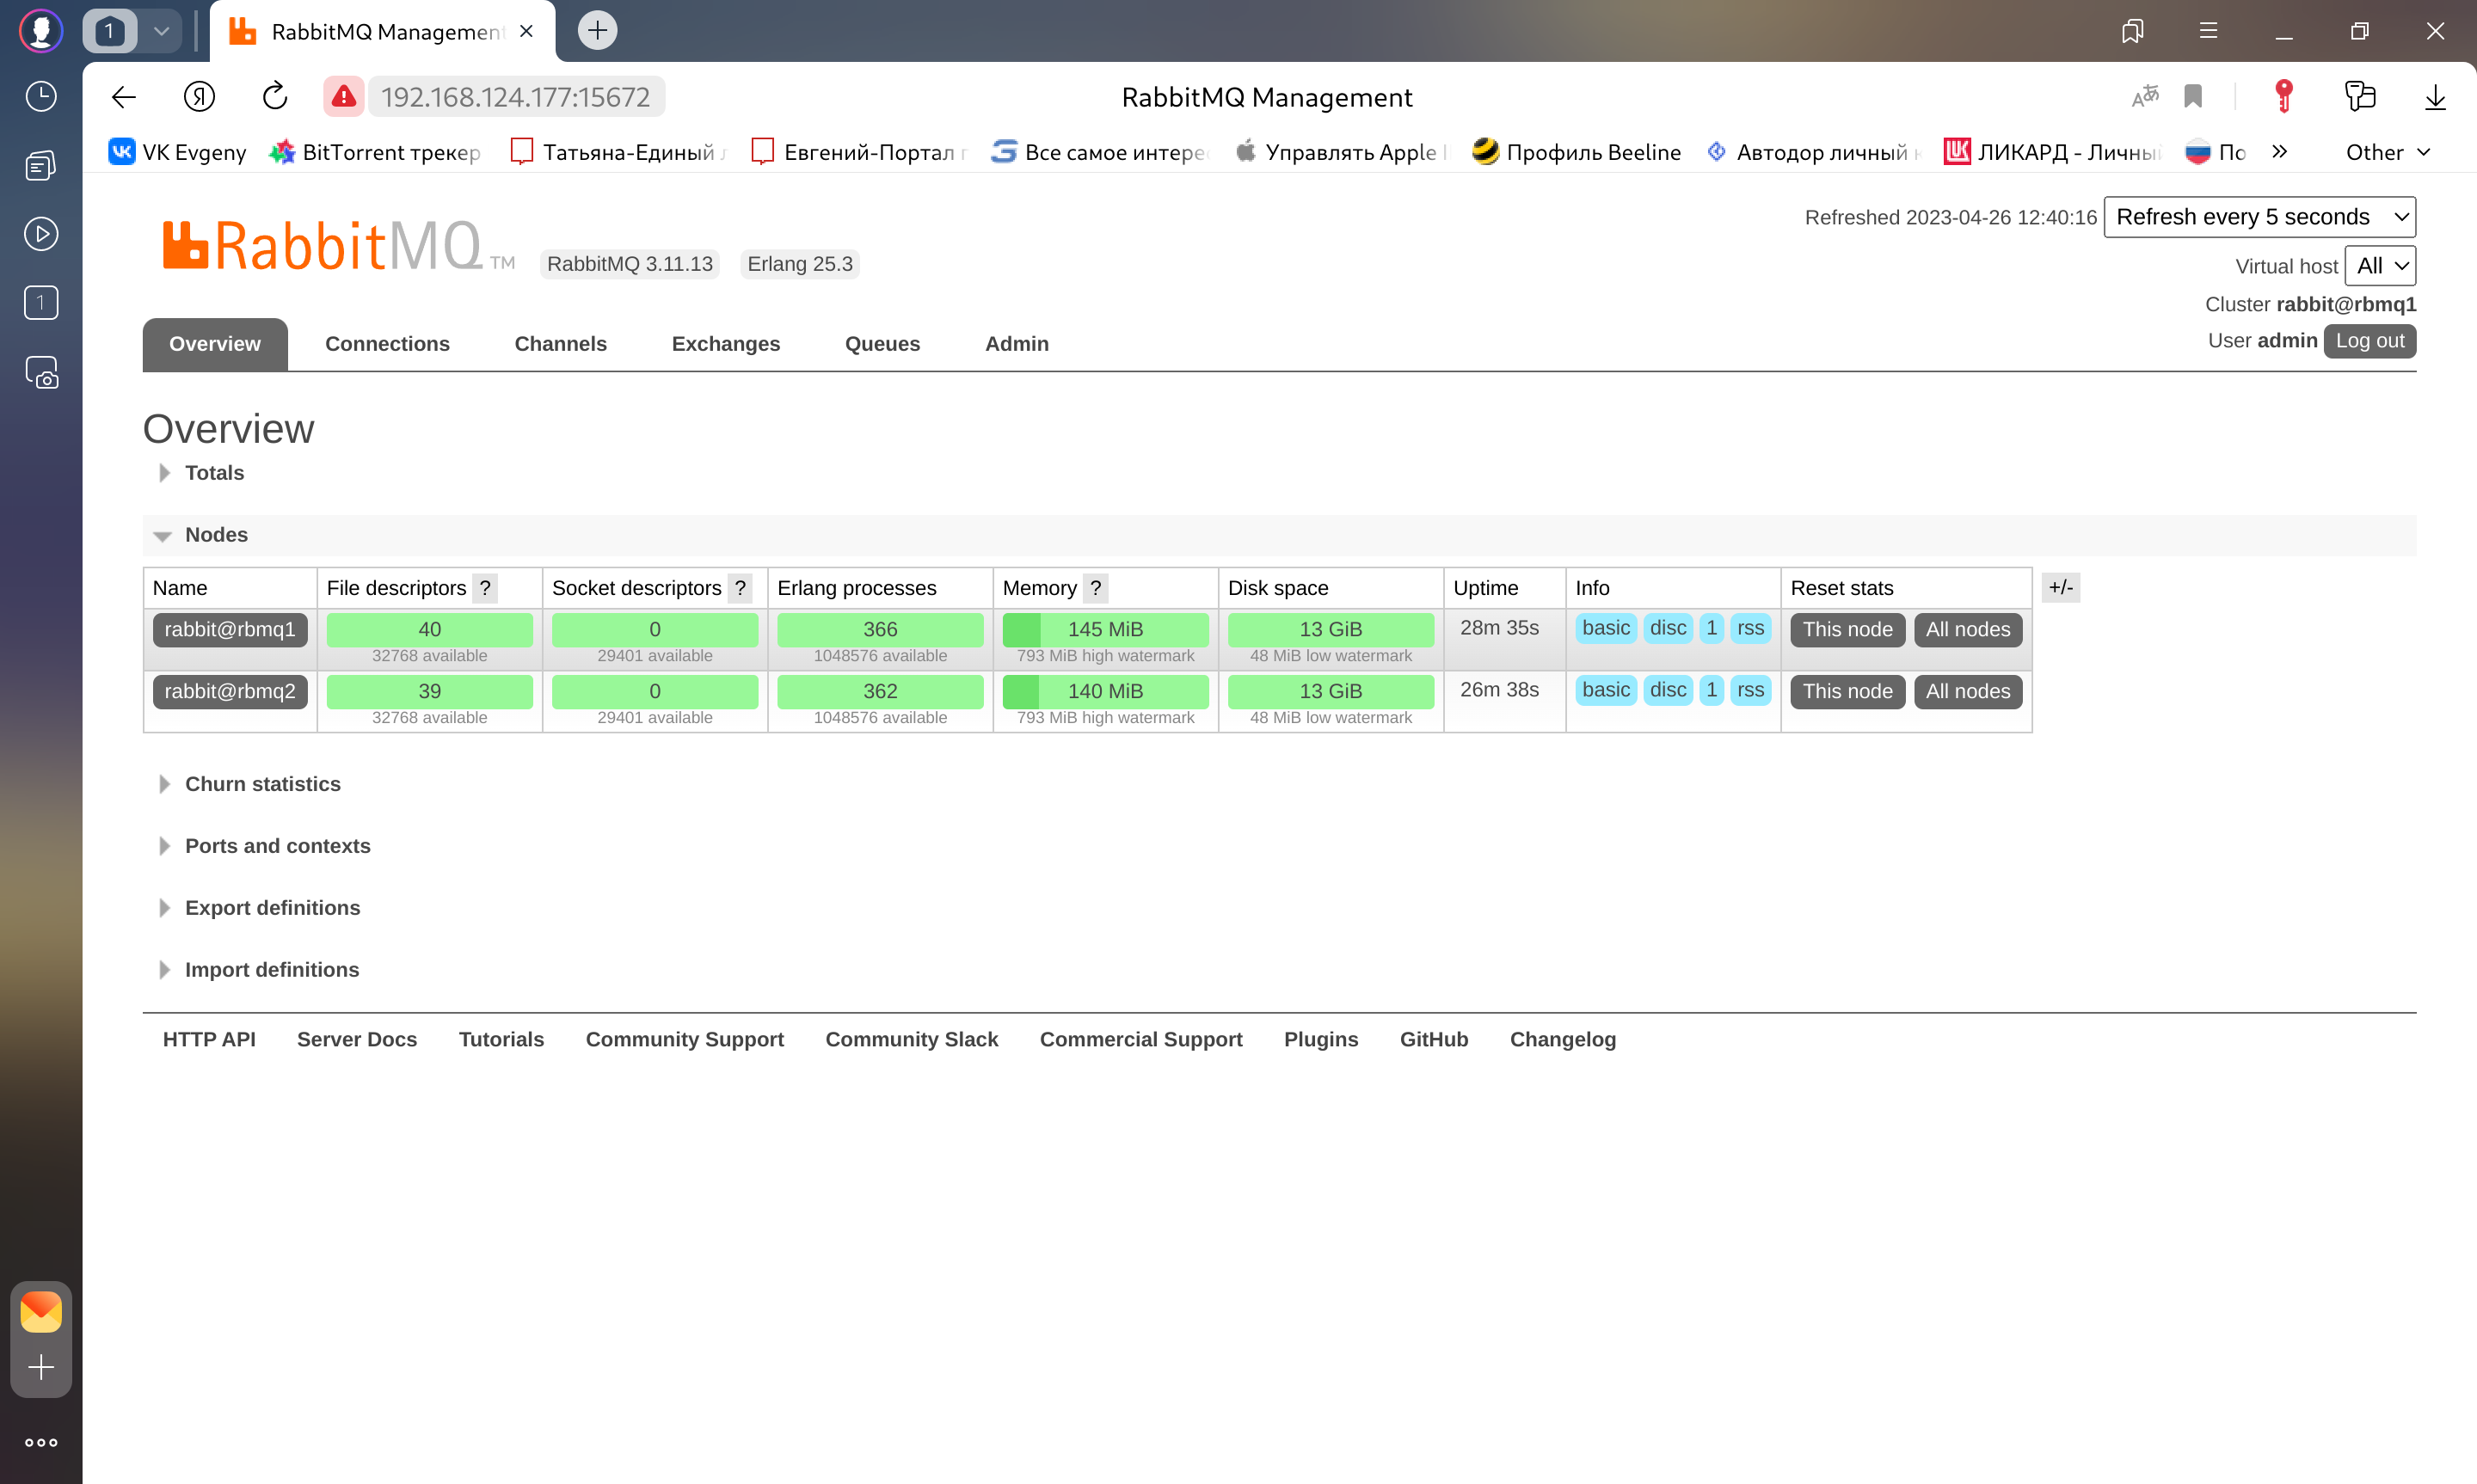 1
RabbitMQ Management
192.168.124.177:15672
RabbitMQ Management
VK Evgeny
BitTorrent трекер
Татьяна-Единый
Евгений-Портал
Все самое интере
Управлять Apple
Профиль Beeline
Автодор личный
ЛИКАРД - Личный
По
Other
1
RabbitMQ TM
RabbitMQ 3.11.13
Erlang 25.3
Refreshed 2023-04-26 12:40:16 Refresh every 5 seconds
Virtual host All
Cluster rabbit@rbmq1
User admin Log out
Overview Connections Channels Exchanges Queues Admin
Overview
Totals
Nodes
Name File descriptors ? Socket descriptors ? Erlang processes Memory ? Disk space Uptime Info Reset stats +/-
rabbit@rbmq1 40 0 366 145 MiB 13 GiB 28m 35s basic disc 1 rss This node All nodes
32768 available 29401 available 1048576 available 793 MiB high watermark 48 MiB low watermark
rabbit@rbmq2 39 0 362 140 MiB 13 GiB 26m 38s basic disc 1 rss This node All nodes
32768 available 29401 available 1048576 available 793 MiB high watermark 48 MiB low watermark
Churn statistics
Ports and contexts
Export definitions
Import definitions
HTTP API Server Docs Tutorials Community Support Community Slack Commercial Support Plugins GitHub Changelog